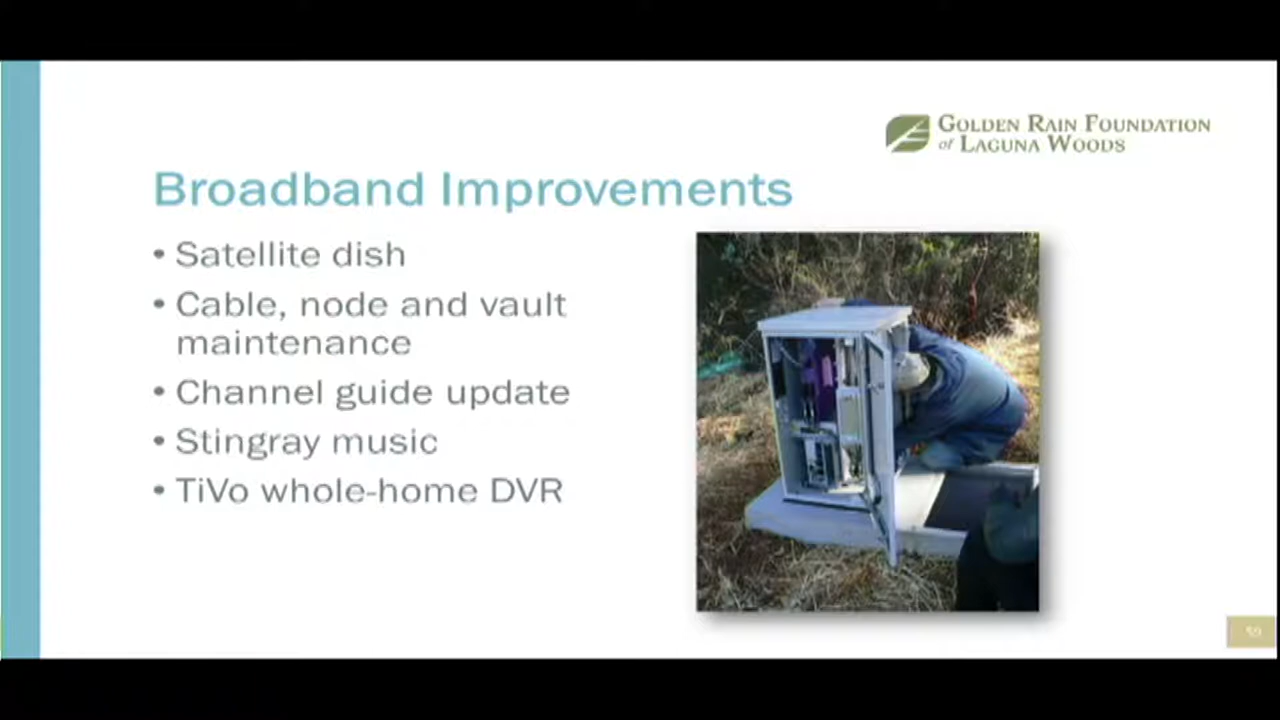 GOLDEN RAIN FOUNDATION
of LAGUNA WOODS
Broadband Improvements
• Satellite dish
• Cable, node and vault
maintenance
• Channel guide update
• Stingray music
• TiVo whole-home DVR
59